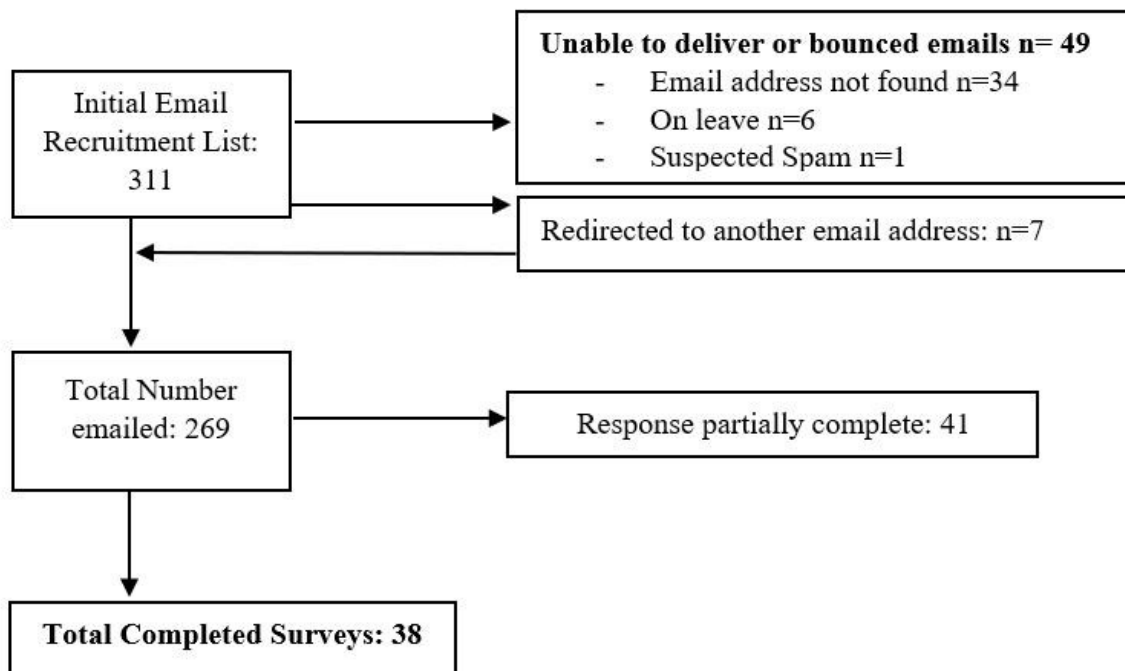 Unable to deliver or bounced emails n= 49
- Email address not found n=34
- On leave n=6
- Suspected Spam n=1
Initial Email
Recruitment List:
311
Redirected to another email address: n=7
Total Number
emailed: 269
Response partially complete: 41
Total Completed Surveys: 38